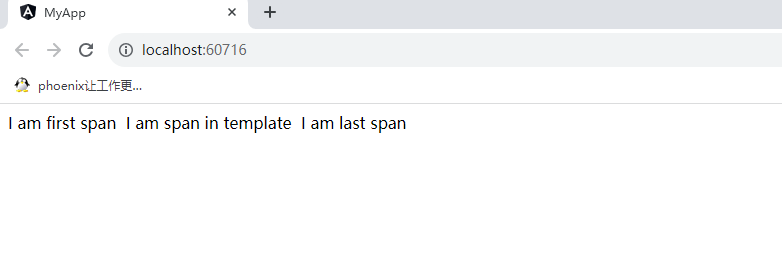 MyApp
localhost:60716
phoenix让工作更...
I am first span I am span in template I am last span